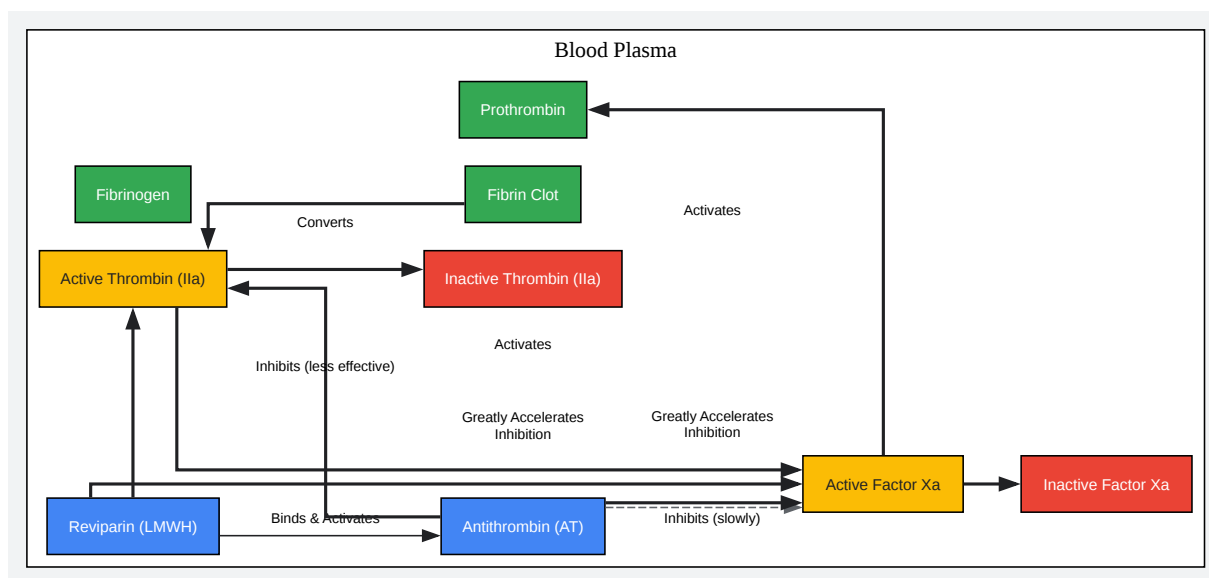 Blood Plasma
Prothrombin
Fibrinogen
Fibrin Clot
Activates
Converts
Active Thrombin (IIa)
Inactive Thrombin (IIa)
Activates
Inhibits (less effective)
Greatly Accelerates
Inhibition
Greatly Accelerates
Inhibition
Active Factor Xa
Inactive Factor Xa
Reviparin (LMWH)
Binds & Activates
Antithrombin (AT)
Inhibits (slowly)